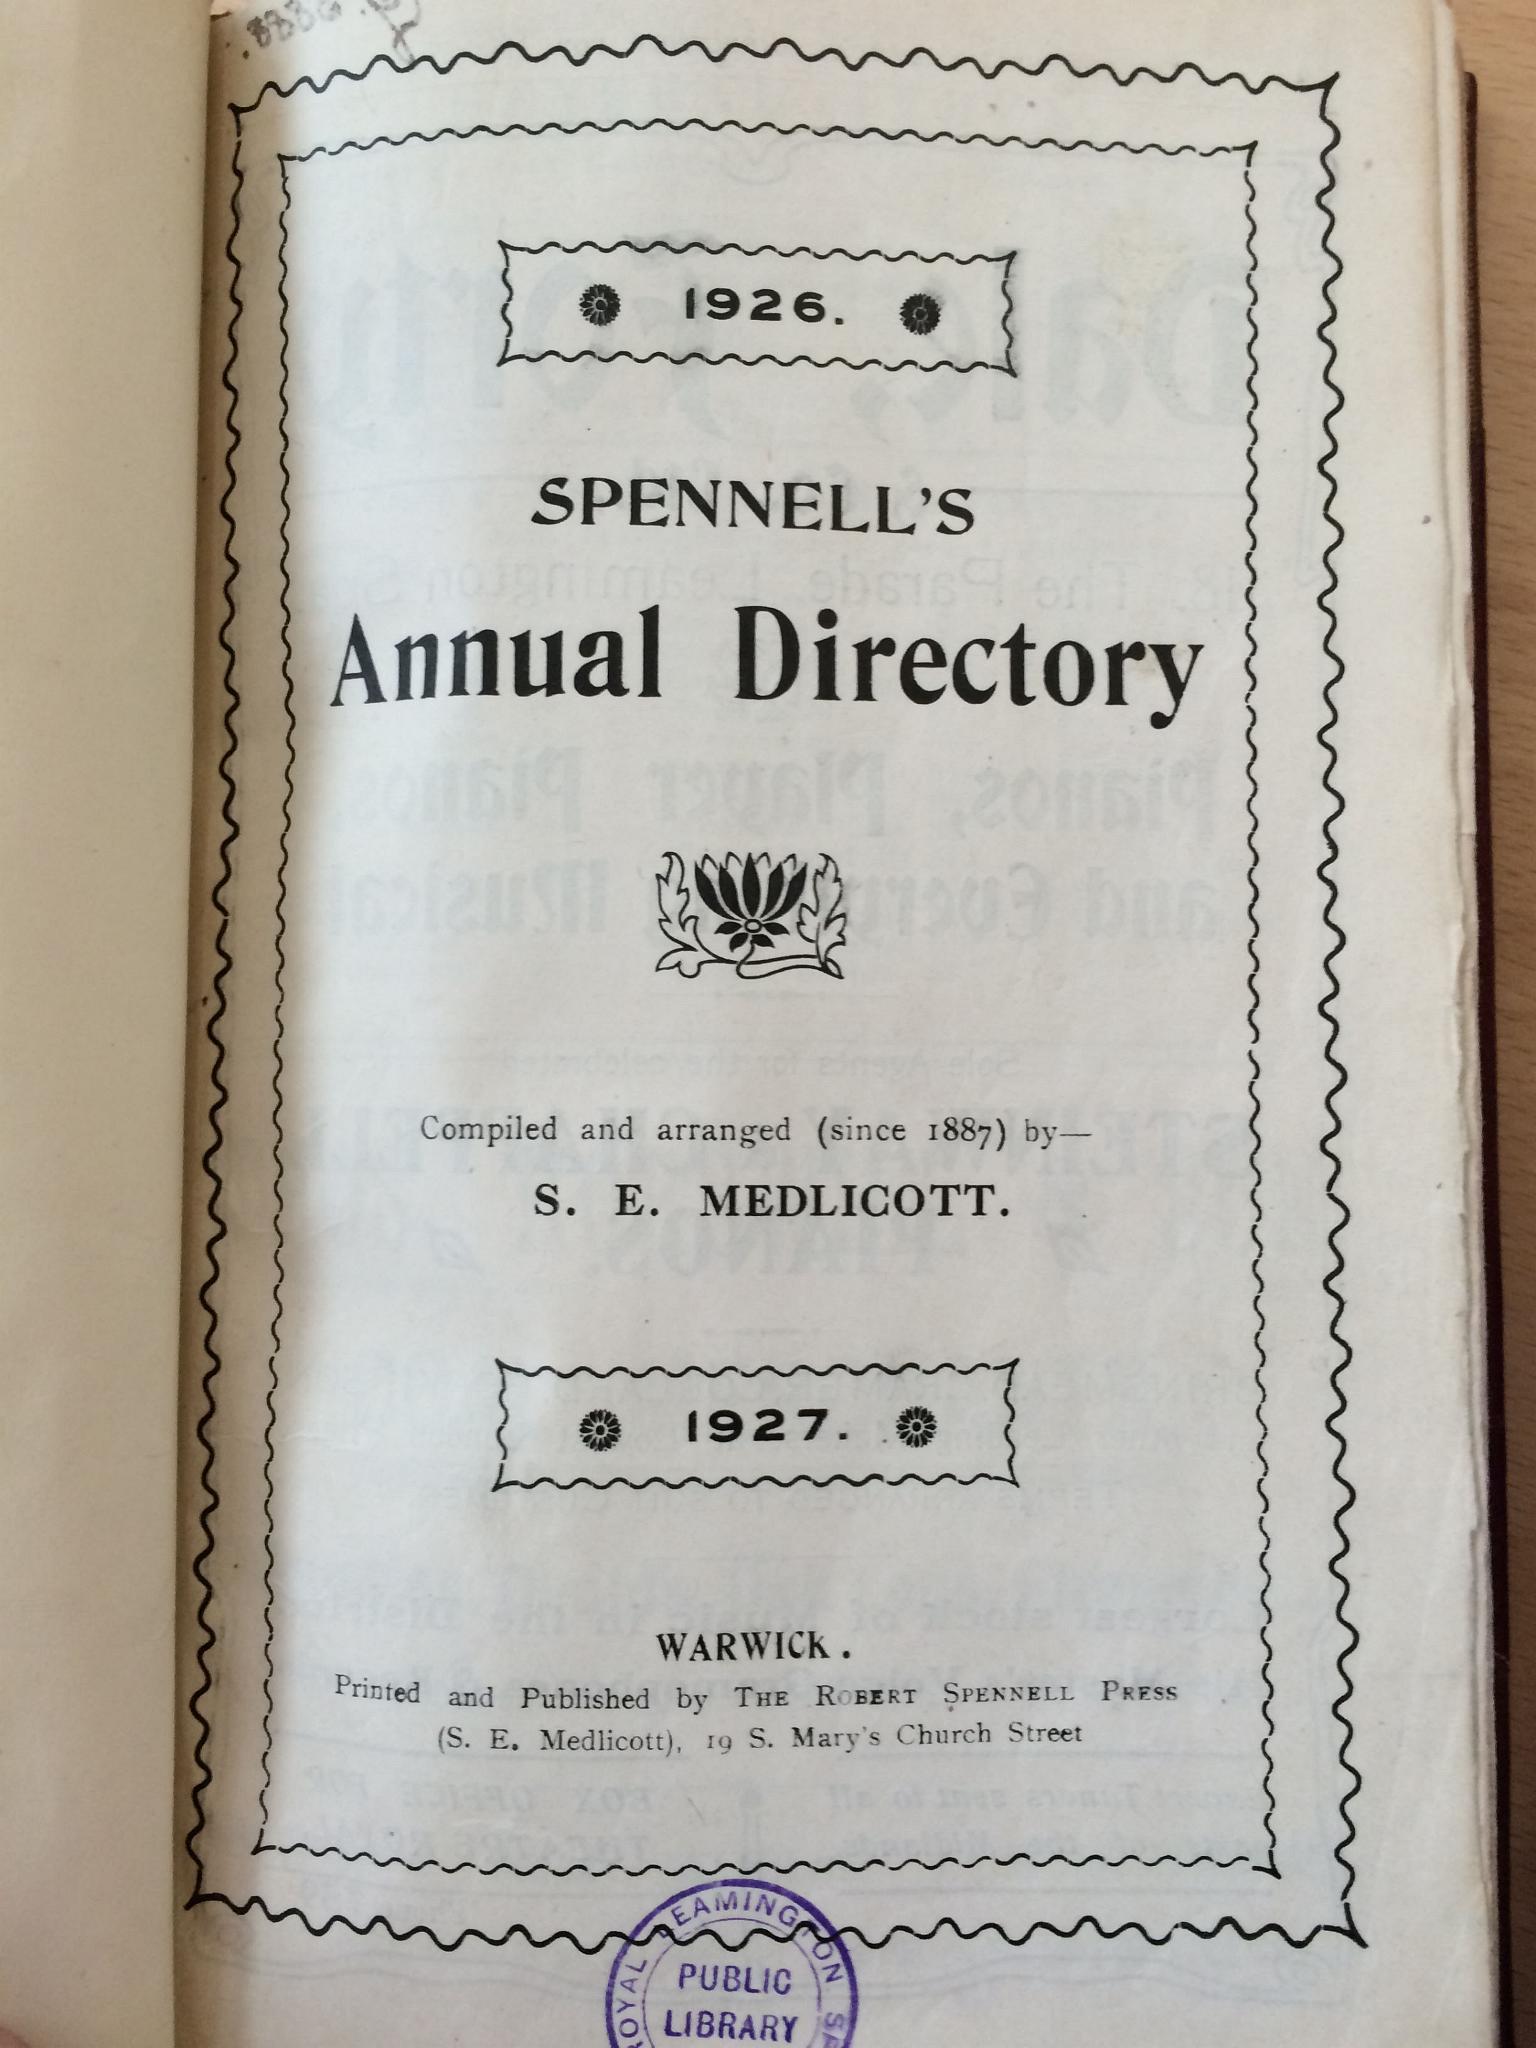 1926.
SPENNELL'S
Annual Directory
Compiled and arranged (since 1887) by—
S. E. MEDLICOTT.
1927.
WARWICK.
Printed and Published by THE ROBERT SPENNELL PRESS
(S. E. Medlicott), 19 S. Mary's Church Street
ROYAL LEAMINGTON
PUBLIC
LIBRARY